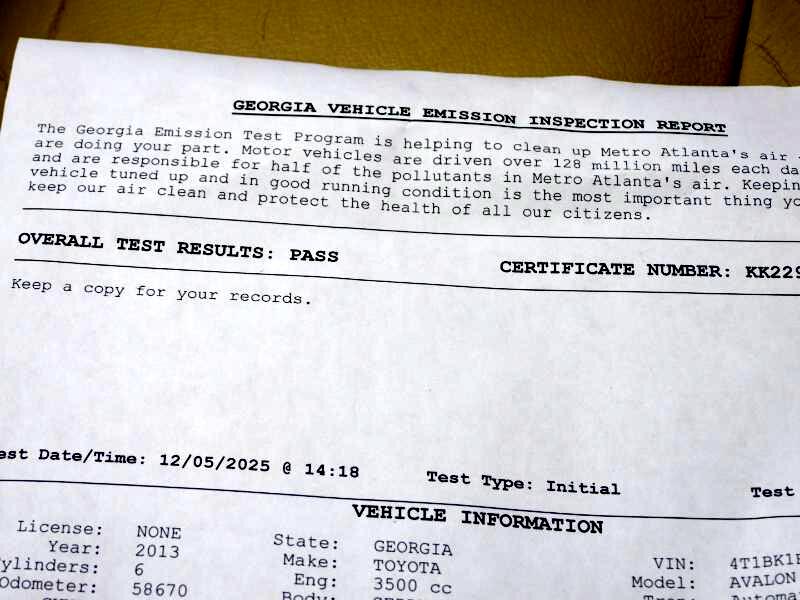 GEORGIA VEHICLE EMISSION INSPECTION REPORT
The Georgia Emission Test Program is helping to clean up Metro Atlanta's air
are doing your part. Motor vehicles are driven over 128 million miles each da
and are responsible for half of the pollutants in Metro Atlanta's air. Keepin
vehicle tuned up and in good running condition is the most important thing yo
keep our air clean and protect the health of all our citizens.
OVERALL TEST RESULTS: PASS CERTIFICATE NUMBER: KK229
Keep a copy for your records.
est Date/Time: 12/05/2025 @ 14:18 Test Type: Initial Test
VEHICLE INFORMATION
License: NONE State: GEORGIA VIN: 4T1BK1E
Year: 2013 Make: TOYOTA Model: AVALON
ylinders: 6 Eng: 3500 cc
Odometer: 58670